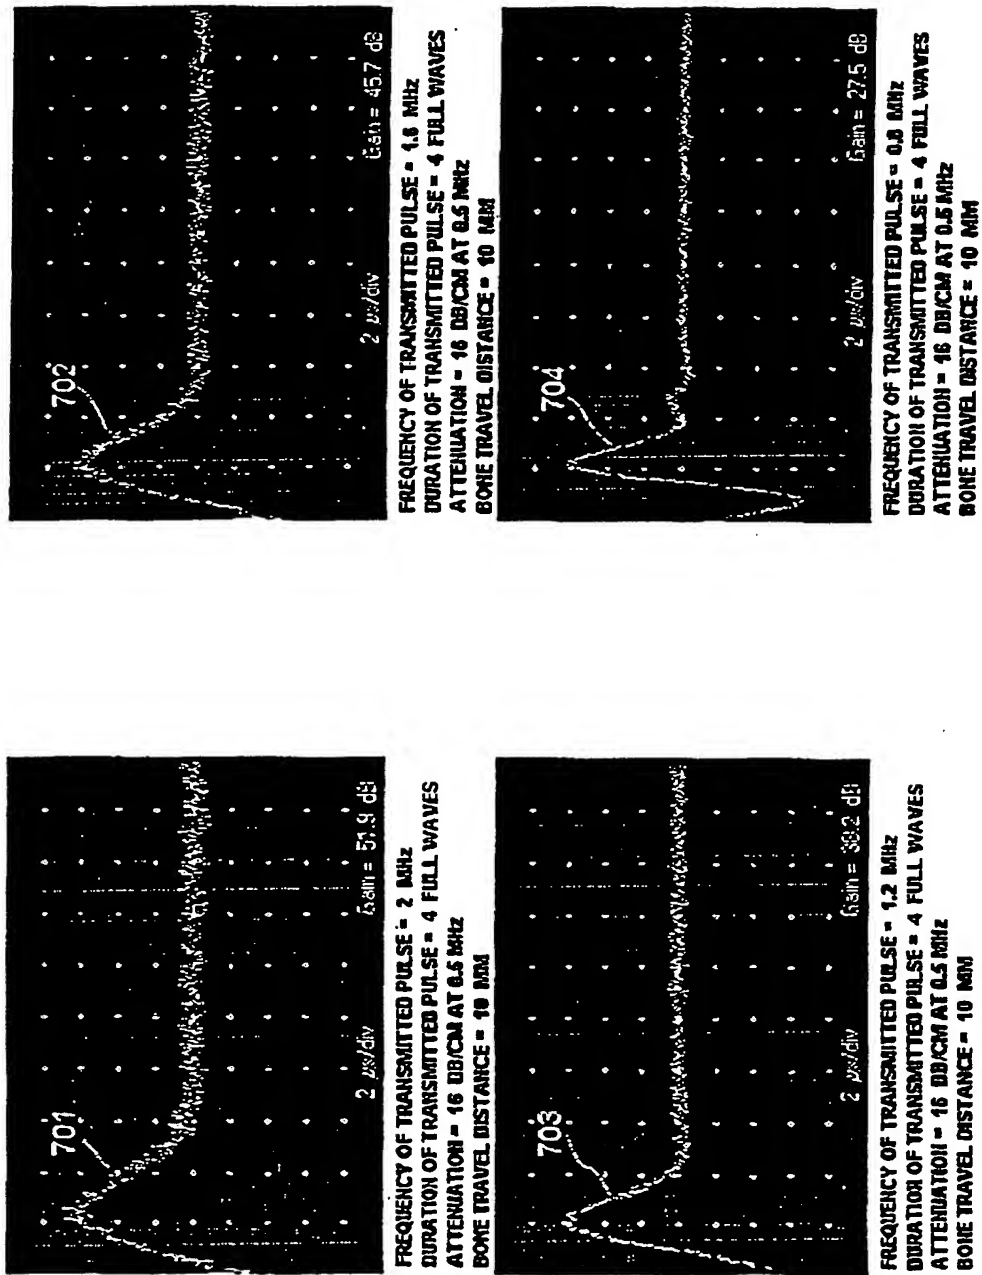 701
2 µs/div
Gain = 51.9 dB
FREQUENCY OF TRANSMITTED PULSE = 2 MHz
DURATION OF TRANSMITTED PULSE = 4 FULL WAVES
ATTENUATION = 16 DB/CM AT 0.5 MHz
BONE TRAVEL DISTANCE = 10 MM
702
2 µs/div
Gain = 45.7 dB
FREQUENCY OF TRANSMITTED PULSE = 1.6 MHz
DURATION OF TRANSMITTED PULSE = 4 FULL WAVES
ATTENUATION = 16 DB/CM AT 0.5 MHz
BONE TRAVEL DISTANCE = 10 MM
703
2 µs/div
Gain = 38.2 dB
FREQUENCY OF TRANSMITTED PULSE = 1.2 MHz
DURATION OF TRANSMITTED PULSE = 4 FULL WAVES
ATTENUATION = 16 DB/CM AT 0.5 MHz
BONE TRAVEL DISTANCE = 10 MM
704
2 µs/div
Gain = 27.5 dB
FREQUENCY OF TRANSMITTED PULSE = 0.8 MHz
DURATION OF TRANSMITTED PULSE = 4 FULL WAVES
ATTENUATION = 16 DB/CM AT 0.5 MHz
BONE TRAVEL DISTANCE = 10 MM